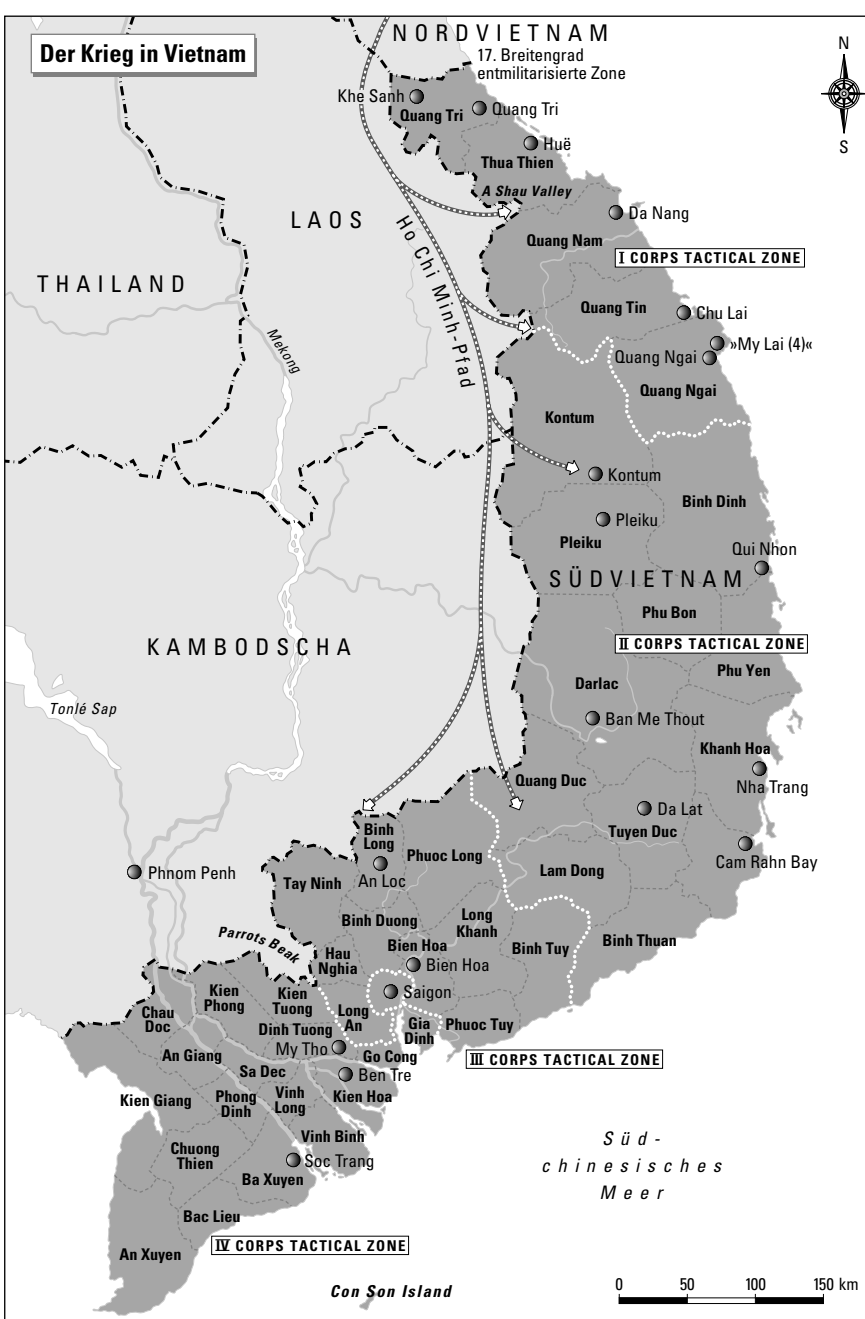 Der Krieg in Vietnam
NORDVIETNAM
17. Breitengrad
entmilitarisierte Zone
N
S
Khe Sanh
Quang Tri
Quang Tri
Huë
Thua Thien
A Shau Valley
LAOS
Da Nang
Ho Chi Minh-Pfad
Quang Nam
I CORPS TACTICAL ZONE
THAILAND
Quang Tin
Chu Lai
Mekong
»My Lai (4)«
Quang Ngai
Quang Ngai
Kontum
Kontum
Binh Dinh
Pleiku
Pleiku
Qui Nhon
SÜDVIETNAM
Phu Bon
KAMBODSCHA
II CORPS TACTICAL ZONE
Phu Yen
Darlac
Tonlé Sap
Ban Me Thout
Khanh Hoa
Nha Trang
Quang Duc
Da Lat
Tuyen Duc
Binh
Long
Phuoc Long
Cam Rahn Bay
Phnom Penh
An Loc
Lam Dong
Tay Ninh
Binh Duong
Long
Khanh
Parrots Beak
Bien Hoa
Binh Tuy
Binh Thuan
Hau
Nghia
Bien Hoa
Saigon
Kien
Phong
Kien
Tuong
Chau
Doc
Long
An
Gia
Dinh
Phuoc Tuy
Dinh Tuong
My Tho
An Giang
Go Cong
III CORPS TACTICAL ZONE
Sa Dec
Ben Tre
Kien Giang
Phong
Dinh
Vinh
Long
Kien Hoa
Vinh Binh
Chuong
Thien
Soc Trang
Ba Xuyen
Süd-
chinesisches
Meer
Bac Lieu
IV CORPS TACTICAL ZONE
An Xuyen
Con Son Island
0 50 100 150 km